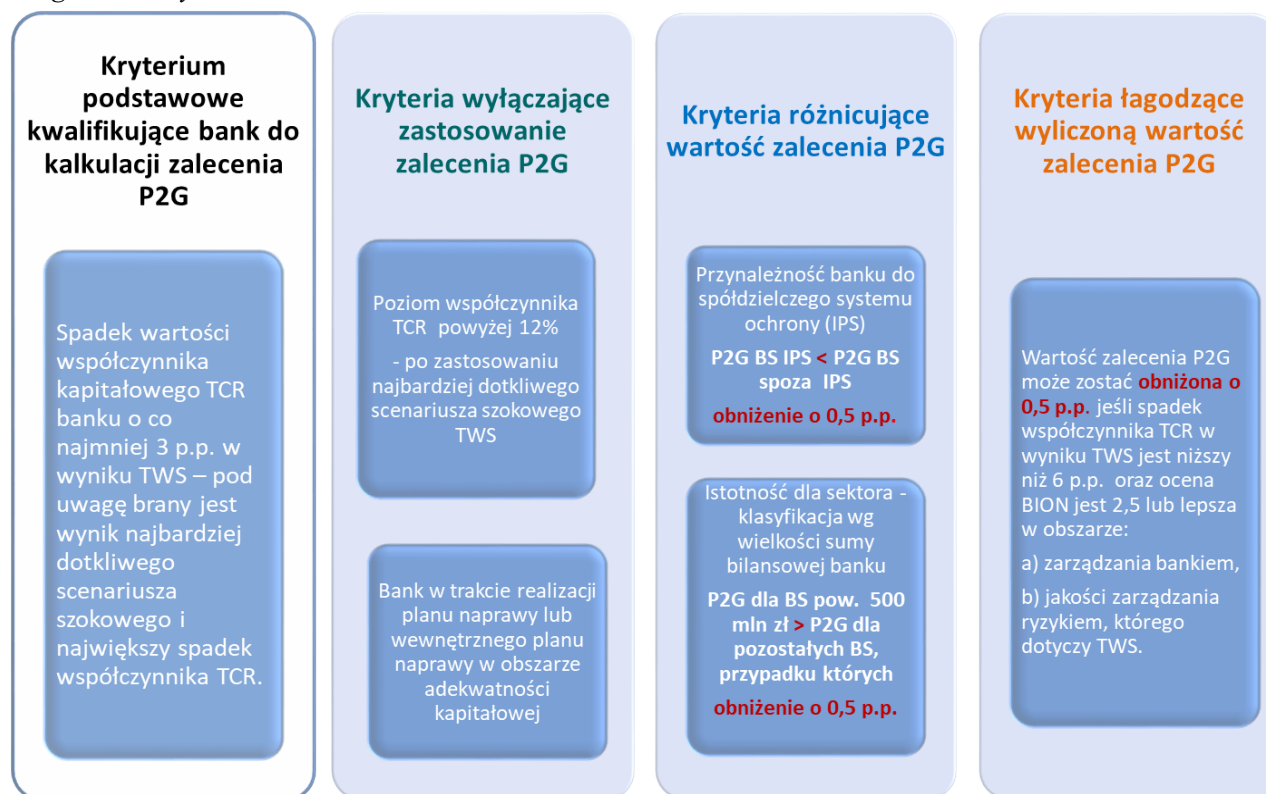 Kryterium
podstawowe
kwalifikujące bank do
kalkulacji zalecenia
P2G
Spadek wartości
współczynnika
kapitałowego TCR
banku o co
najmniej 3 p.p. w
wyniku TWS – pod
uwagę brany jest
wynik najbardziej
dotkliwego
scenariusza
szokowego i
największy spadek
współczynnika TCR.
Kryteria wyłączające
zastosowanie
zalecenia P2G
Poziom współczynnika
TCR powyżej 12%
- po zastosowaniu
najbardziej dotkliwego
scenariusza szokowego
TWS
Bank w trakcie realizacji
planu naprawy lub
wewnętrznego planu
naprawy w obszarze
adekwatności
kapitałowej
Kryteria różnicujące
wartość zalecenia P2G
Przynależność banku do
spółdzielczego systemu
ochrony (IPS)
P2G BS IPS < P2G BS
spoza IPS
obniżenie o 0,5 p.p.
Istotność dla sektora -
klasyfikacja wg
wielkości sumy
bilansowej banku
P2G dla BS pow. 500
mln zł > P2G dla
pozostałych BS,
przypadku których
obniżenie o 0,5 p.p.
Kryteria łagodzące
wyliczoną wartość
zalecenia P2G
Wartość zalecenia P2G
może zostać obniżona o
0,5 p.p. jeśli spadek
współczynnika TCR w
wyniku TWS jest niższy
niż 6 p.p. oraz ocena
BION jest 2,5 lub lepsza
w obszarze:
a) zarządzania bankiem,
b) jakości zarządzania
ryzykiem, którego
dotyczy TWS.